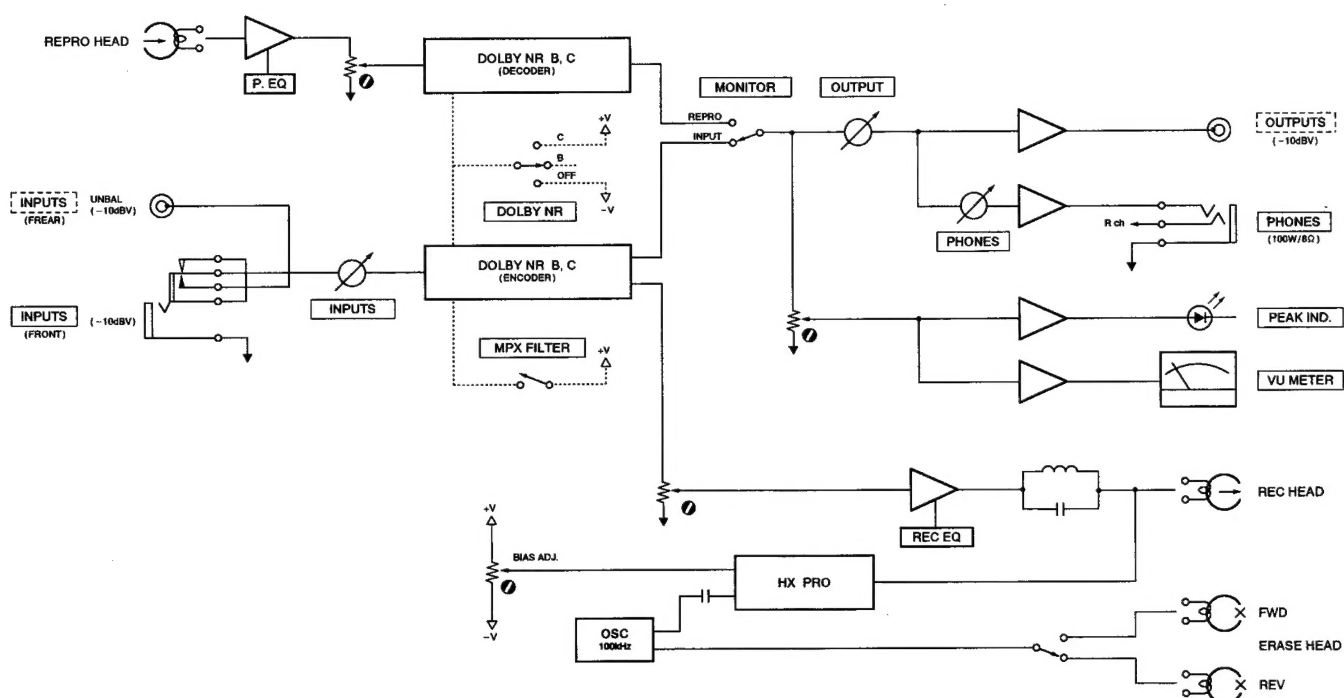 REPRO HEAD
P. EQ
DOLBY NR B, C
(DECODER)
MONITOR
OUTPUT
REPRO
INPUT
OUTPUTS
(−10dBV)
C
+V
B
OFF
−V
DOLBY NR
INPUTS
(FREAR)
UNBAL
(−10dBV)
PHONES
R ch
PHONES
(100W/8Ω)
DOLBY NR B, C
(ENCODER)
INPUTS
INPUTS
(FRONT)
(−10dBV)
MPX FILTER
+V
PEAK IND.
VU METER
REC HEAD
REC EQ
+V
BIAS ADJ.
−V
HX PRO
OSC
100kHz
FWD
ERASE HEAD
REV